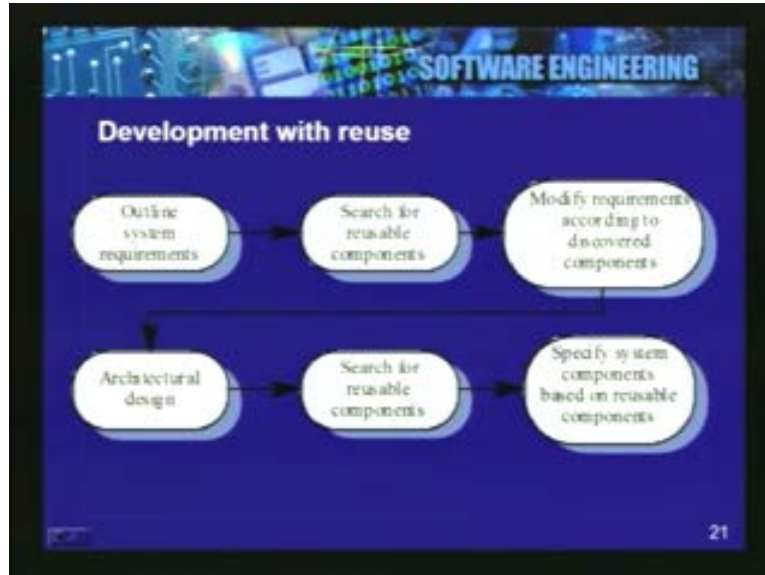 SOFTWARE ENGINEERING
Development with reuse
Outline
system
requirements
Search for
reusable
components
Modify requirements
according to
discovered
components
Architectural
design
Search for
reusable
components
Specify system
components
based on reusable
components
21